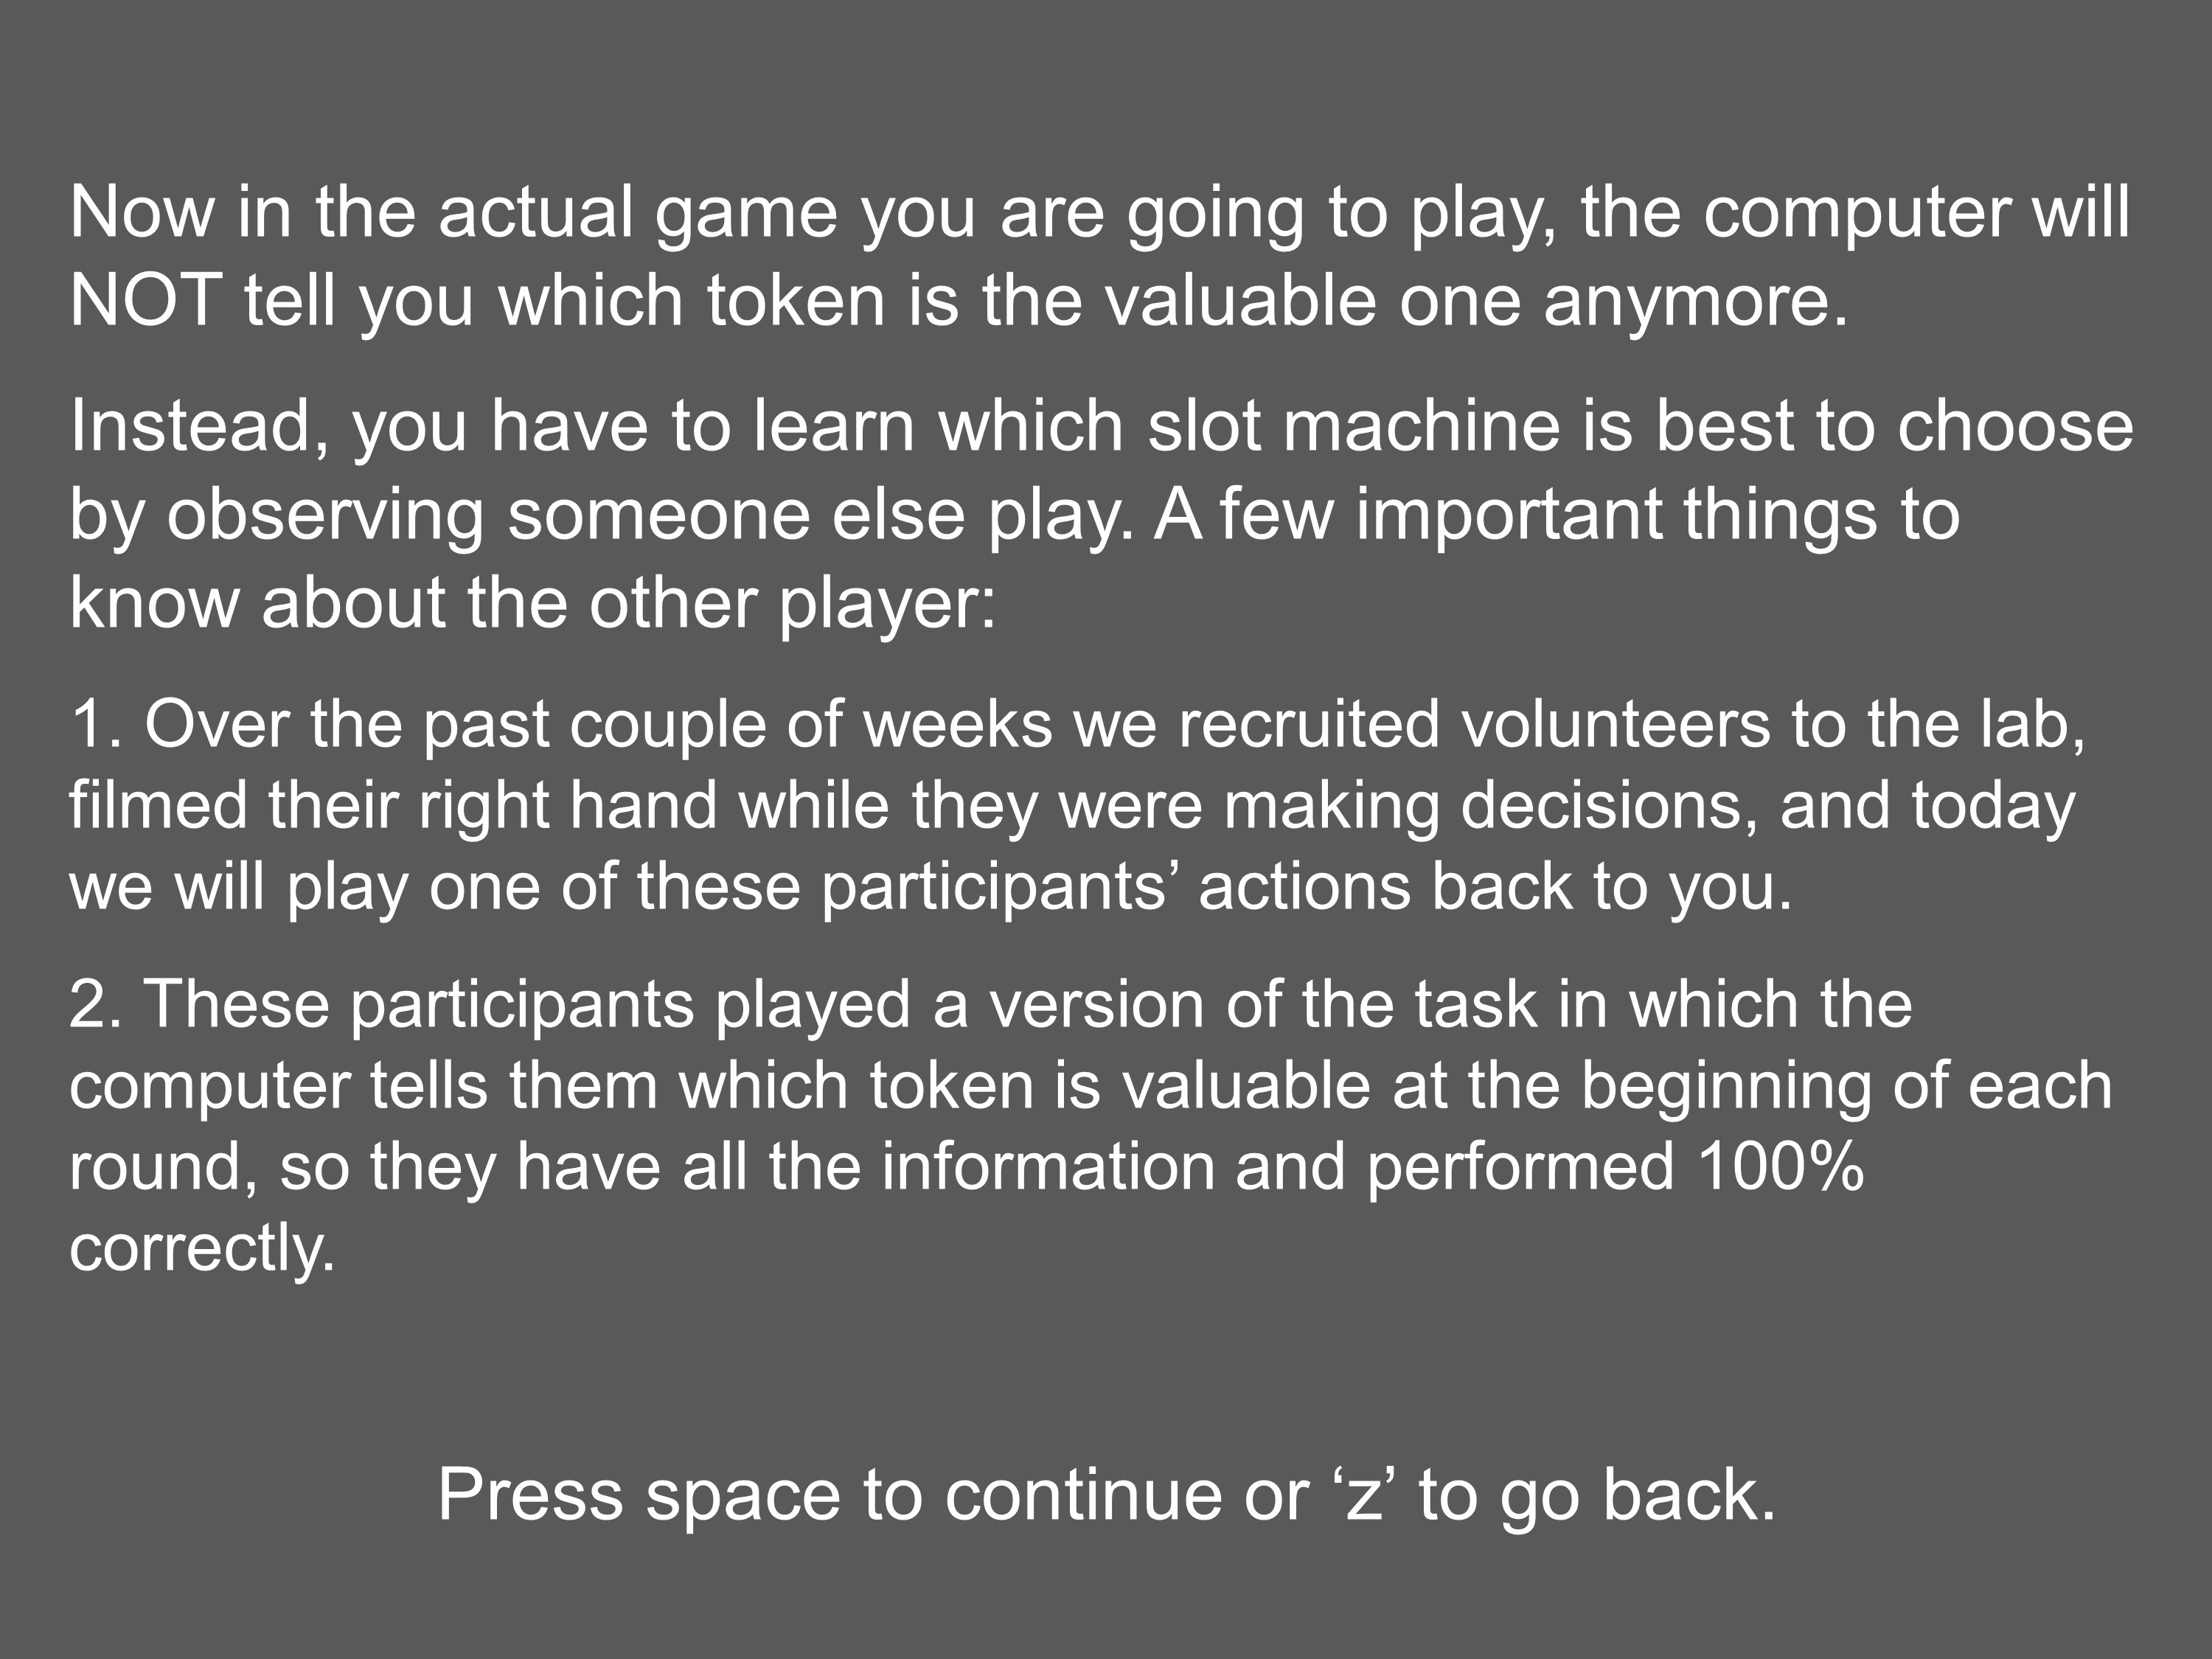 Now in the actual game you are going to play, the computer will
NOT tell you which token is the valuable one anymore.
Instead, you have to learn which slot machine is best to choose
by observing someone else play. A few important things to
know about the other player:
1. Over the past couple of weeks we recruited volunteers to the lab,
filmed their right hand while they were making decisions, and today
we will play one of these participants’ actions back to you.
2. These participants played a version of the task in which the
computer tells them which token is valuable at the beginning of each
round, so they have all the information and performed 100%
correctly.
Press space to continue or ‘z’ to go back.